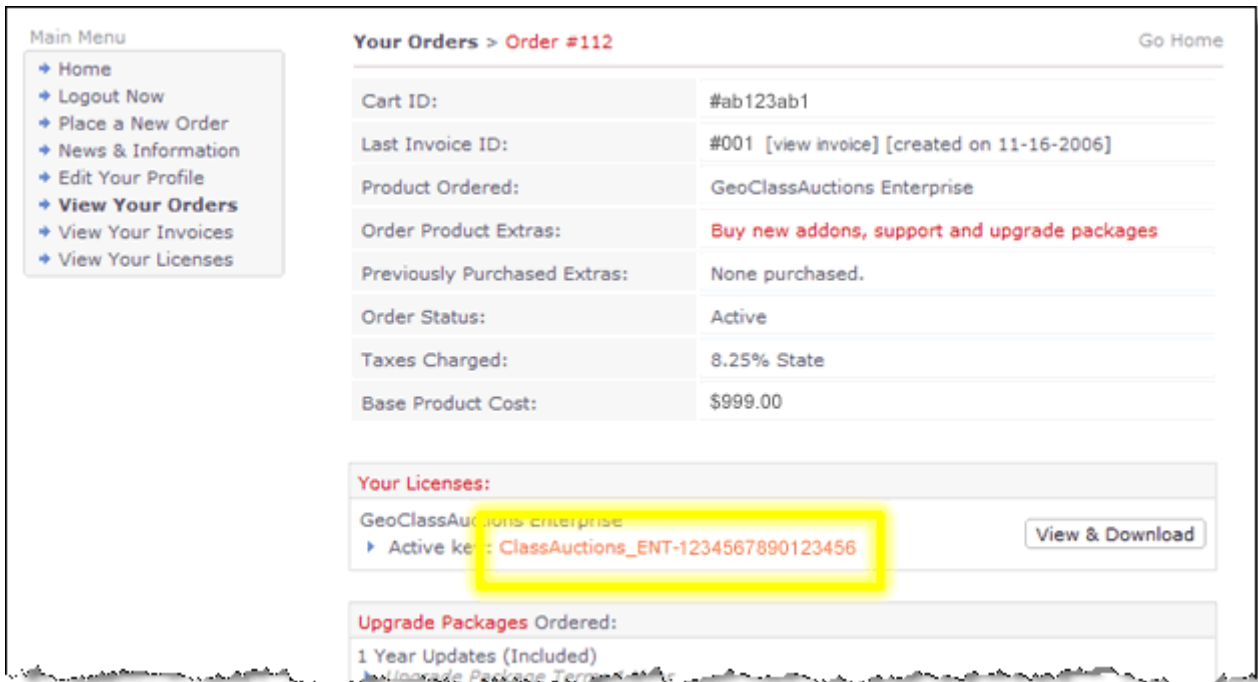 Main Menu
Home
Logout Now
Place a New Order
News & Information
Edit Your Profile
View Your Orders
View Your Invoices
View Your Licenses
Your Orders > Order #112
Go Home
Cart ID: #ab123ab1
Last Invoice ID: #001 [view invoice] [created on 11-16-2006]
Product Ordered: GeoClassAuctions Enterprise
Order Product Extras: Buy new addons, support and upgrade packages
Previously Purchased Extras: None purchased.
Order Status: Active
Taxes Charged: 8.25% State
Base Product Cost: $999.00
Your Licenses:
GeoClassAuctions Enterprise
Active key: ClassAuctions_ENT-1234567890123456
View & Download
Upgrade Packages Ordered:
1 Year Updates (Included)
Upgrade Package Term